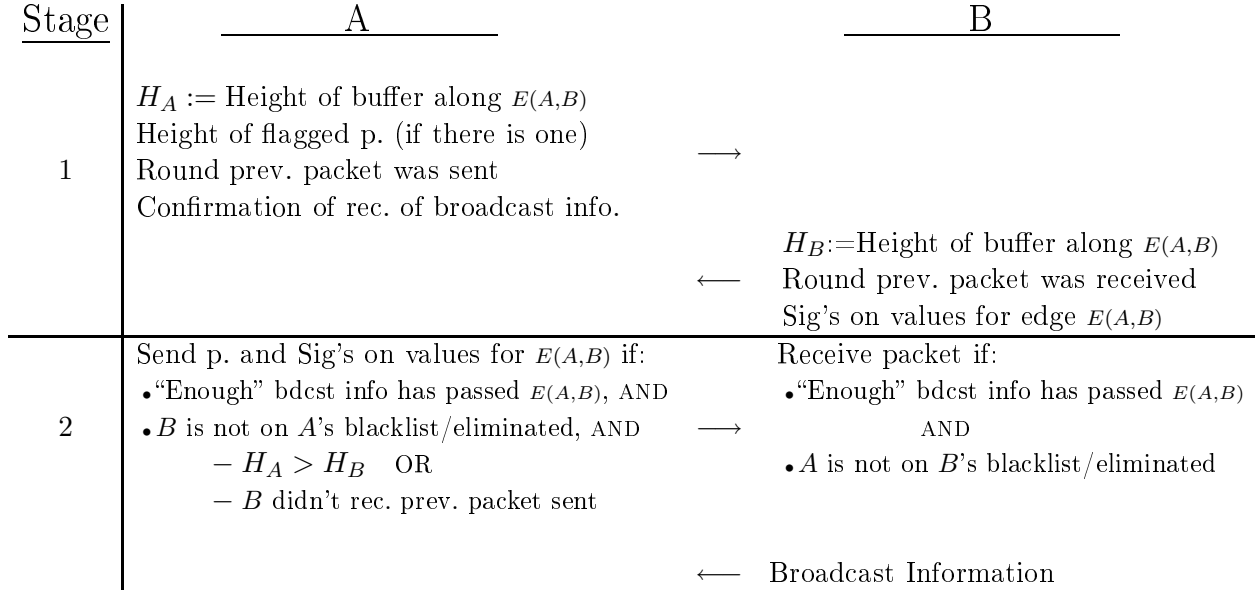 Stage A B
H_A := Height of buffer along E(A,B)
Height of flagged p. (if there is one)
⟶
1 Round prev. packet was sent
Confirmation of rec. of broadcast info.
H_B:=Height of buffer along E(A,B)
⟵ Round prev. packet was received
Sig's on values for edge E(A,B)
Send p. and Sig's on values for E(A,B) if: Receive packet if:
•"Enough" bdcst info has passed E(A,B), AND •"Enough" bdcst info has passed E(A,B)
2 •B is not on A's blacklist/eliminated, AND ⟶ AND
− H_A > H_B OR •A is not on B's blacklist/eliminated
− B didn't rec. prev. packet sent
⟵ Broadcast Information